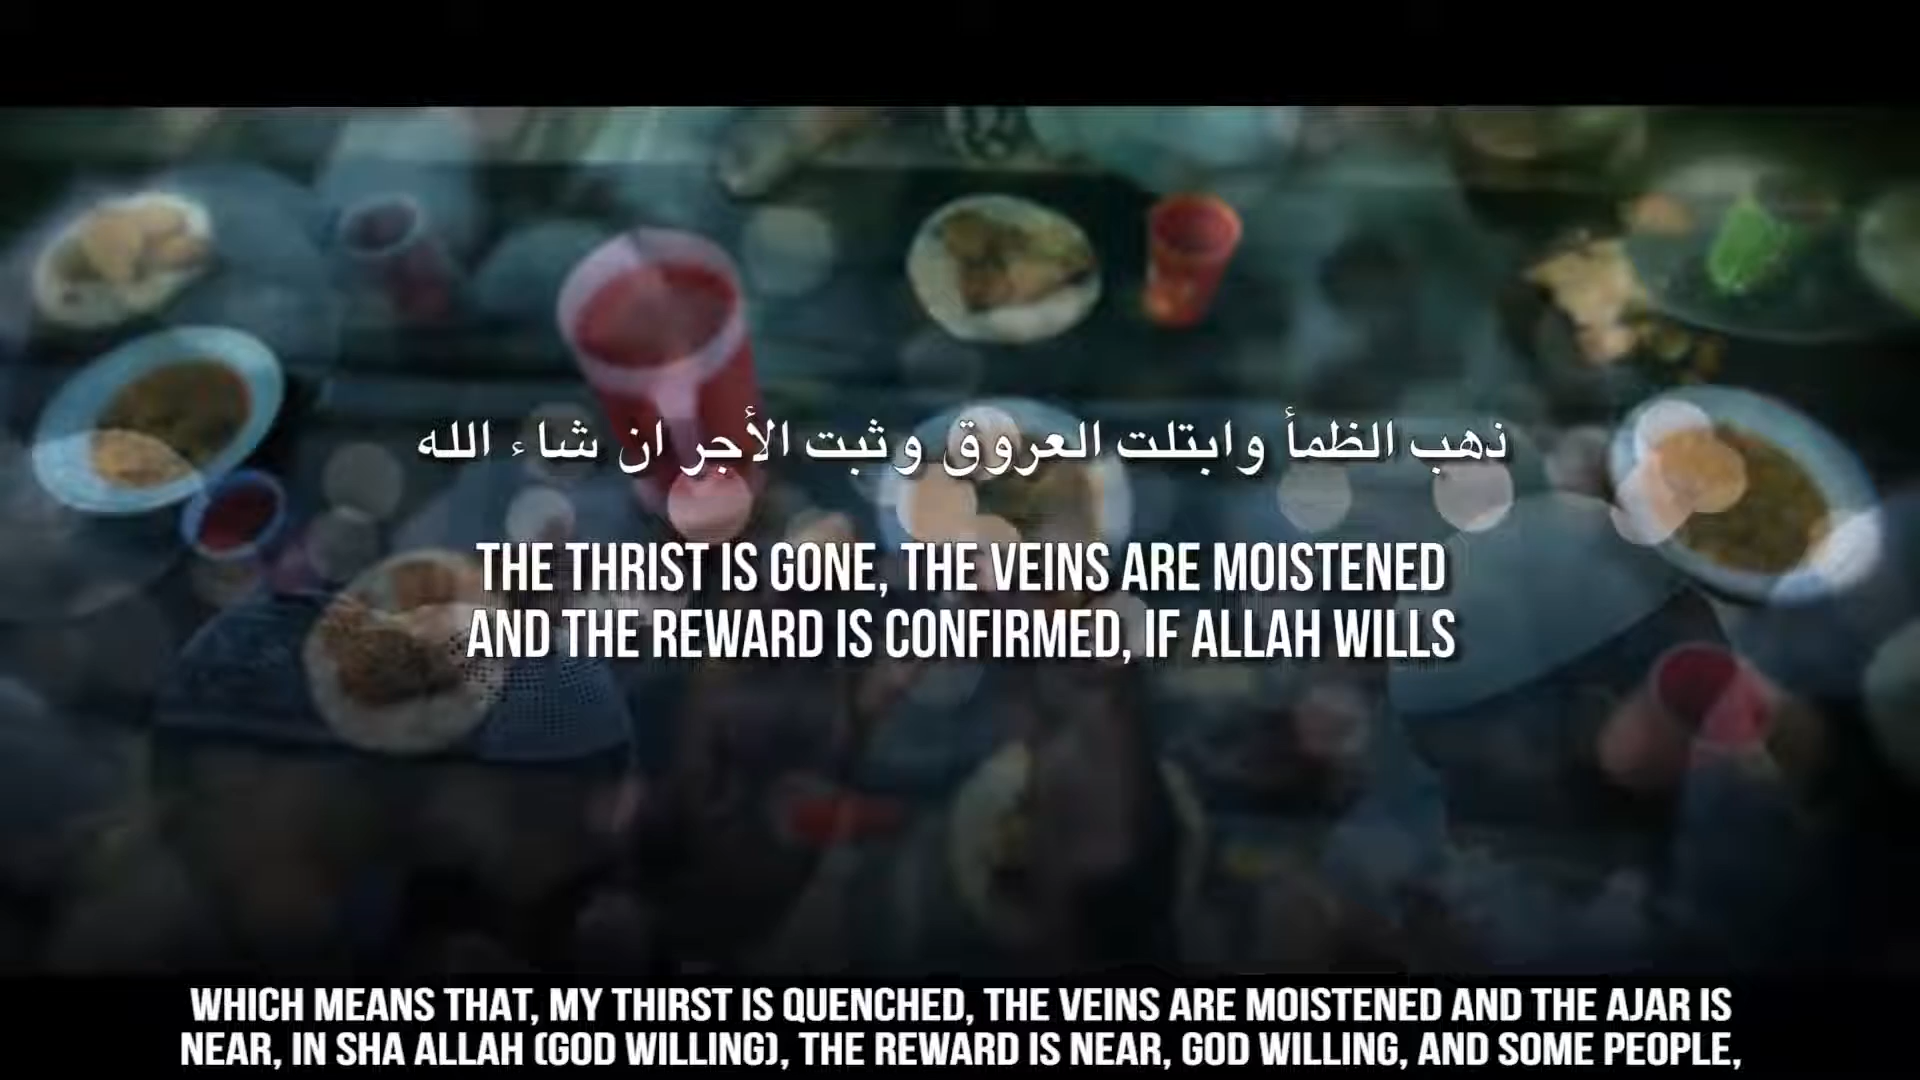 ذهب الظمأ وابتلت العروق وثبت الأجر ان شاء الله
THE THRIST IS GONE, THE VEINS ARE MOISTENED
AND THE REWARD IS CONFIRMED, IF ALLAH WILLS
WHICH MEANS THAT, MY THIRST IS QUENCHED, THE VEINS ARE MOISTENED AND THE AJAR IS
NEAR, IN SHA ALLAH (GOD WILLING), THE REWARD IS NEAR, GOD WILLING, AND SOME PEOPLE,